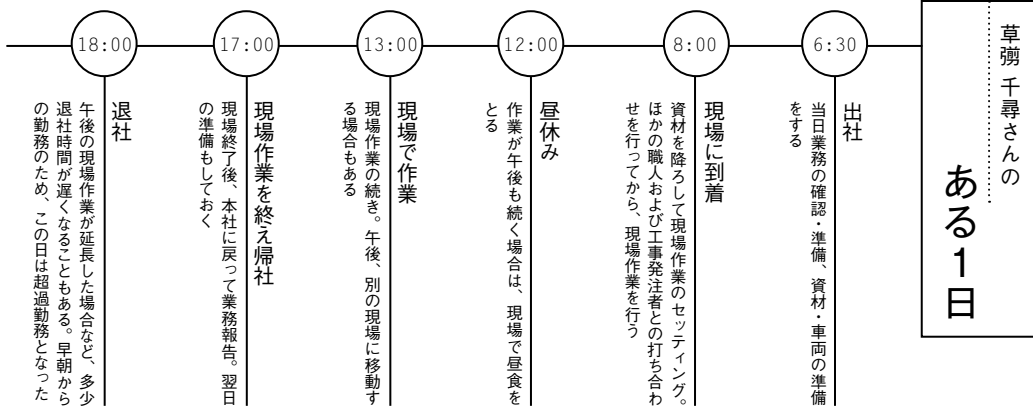 草彅 千尋さんの
ある1日
6:30
出社
当日業務の確認・準備、資材・車両の準備
をする
8:00
現場に到着
資材を降ろして現場作業のセッティング。
ほかの職人および工事発注者との打ち合わ
せを行ってから、現場作業を行う
12:00
昼休み
作業が午後も続く場合は、現場で昼食を
とる
13:00
現場で作業
現場作業の続き。午後、別の現場に移動す
る場合もある
17:00
現場作業を終え帰社
現場終了後、本社に戻って業務報告。翌日
の準備もしておく
18:00
退社
午後の現場作業が延長した場合など、多少
退社時間が遅くなることもある。早朝から
の勤務のため、この日は超過勤務となった